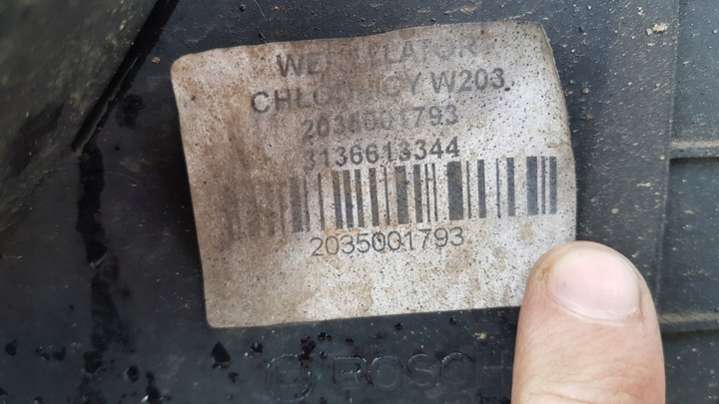 WENTYLATOR
CHLODNICY W203
2035001793
3136613344
2035001793
BOSCH